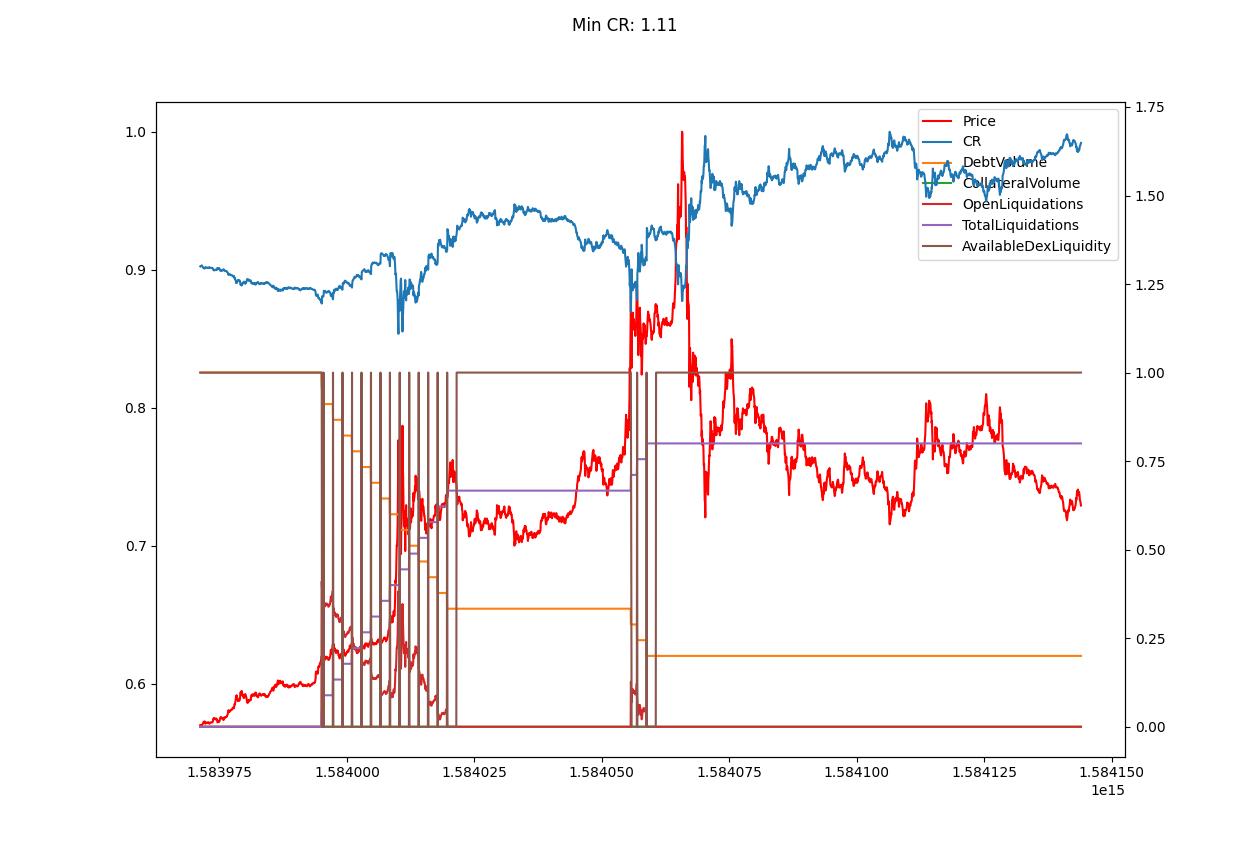 Min CR: 1.11
1.0
0.9
0.8
0.7
0.6
1.75
1.50
1.25
1.00
0.75
0.50
0.25
0.00
Price
CR
DebtVolume
CollateralVolume
OpenLiquidations
TotalLiquidations
AvailableDexLiquidity
1.583975 1.584000 1.584025 1.584050 1.584075 1.584100 1.584125 1.584150
1e15